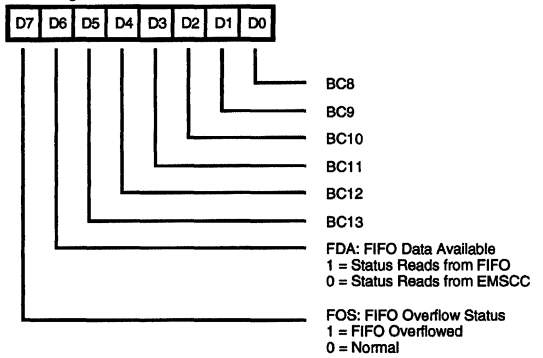 D7 D6 D5 D4 D3 D2 D1 D0
BC8
BC9
BC10
BC11
BC12
BC13
FDA: FIFO Data Available
1 = Status Reads from FIFO
0 = Status Reads from EMSCC
FOS: FIFO Overflow Status
1 = FIFO Overflowed
0 = Normal